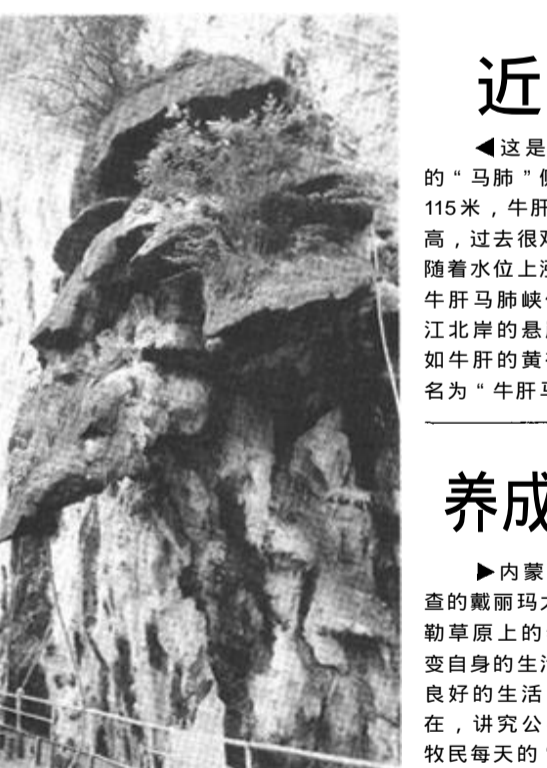 近
◀这是
的“马肺”
115米，牛肝
高，过去很
随着水位上涨
牛肝马肺峡
江北岸的悬
如牛肝的黄
名为“牛肝马
养成
▶内蒙
查的戴丽玛
勒草原上的
变自身的生活
良好的生活
在，讲究公
牧民每天的“